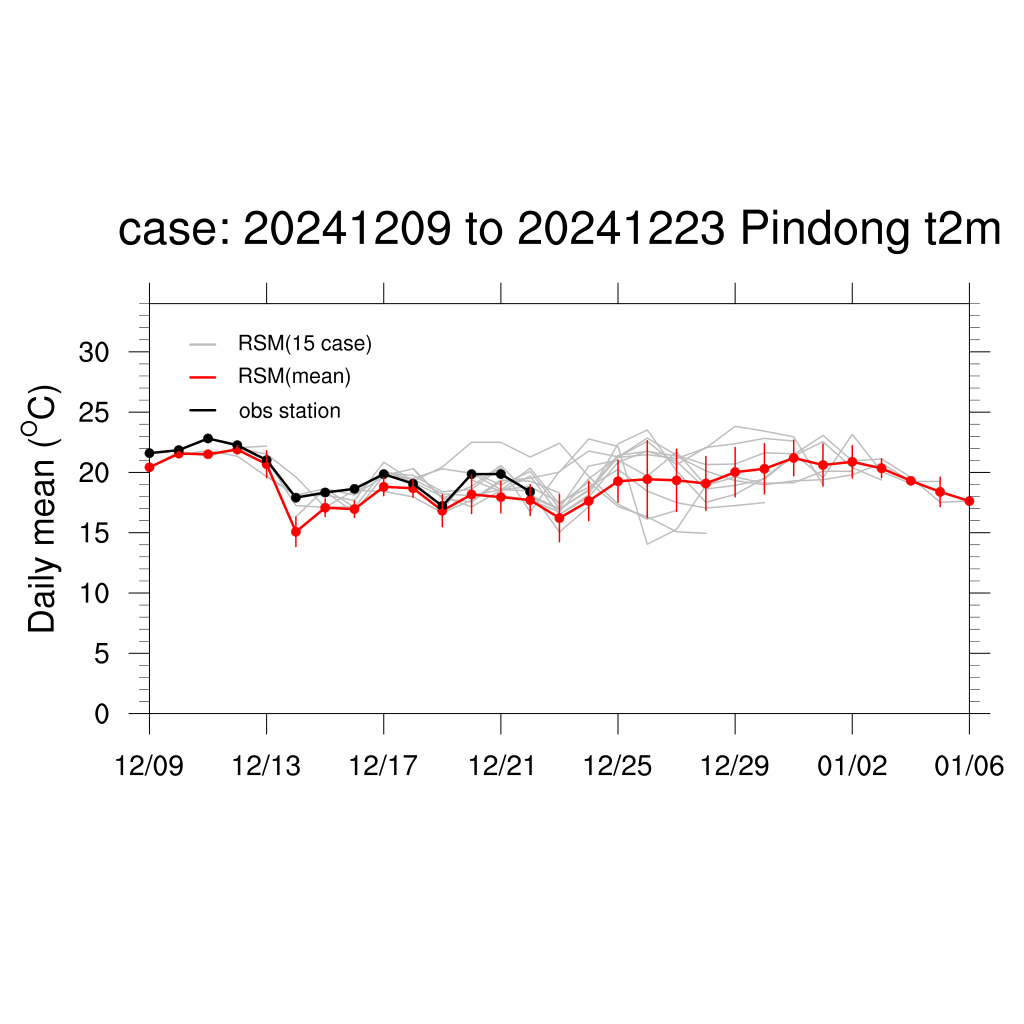 case: 20241209 to 20241223 Pindong t2m
RSM(15 case)
RSM(mean)
obs station
Daily mean (°C)
30
25
20
15
10
5
0
12/09 12/13 12/17 12/21 12/25 12/29 01/02 01/06